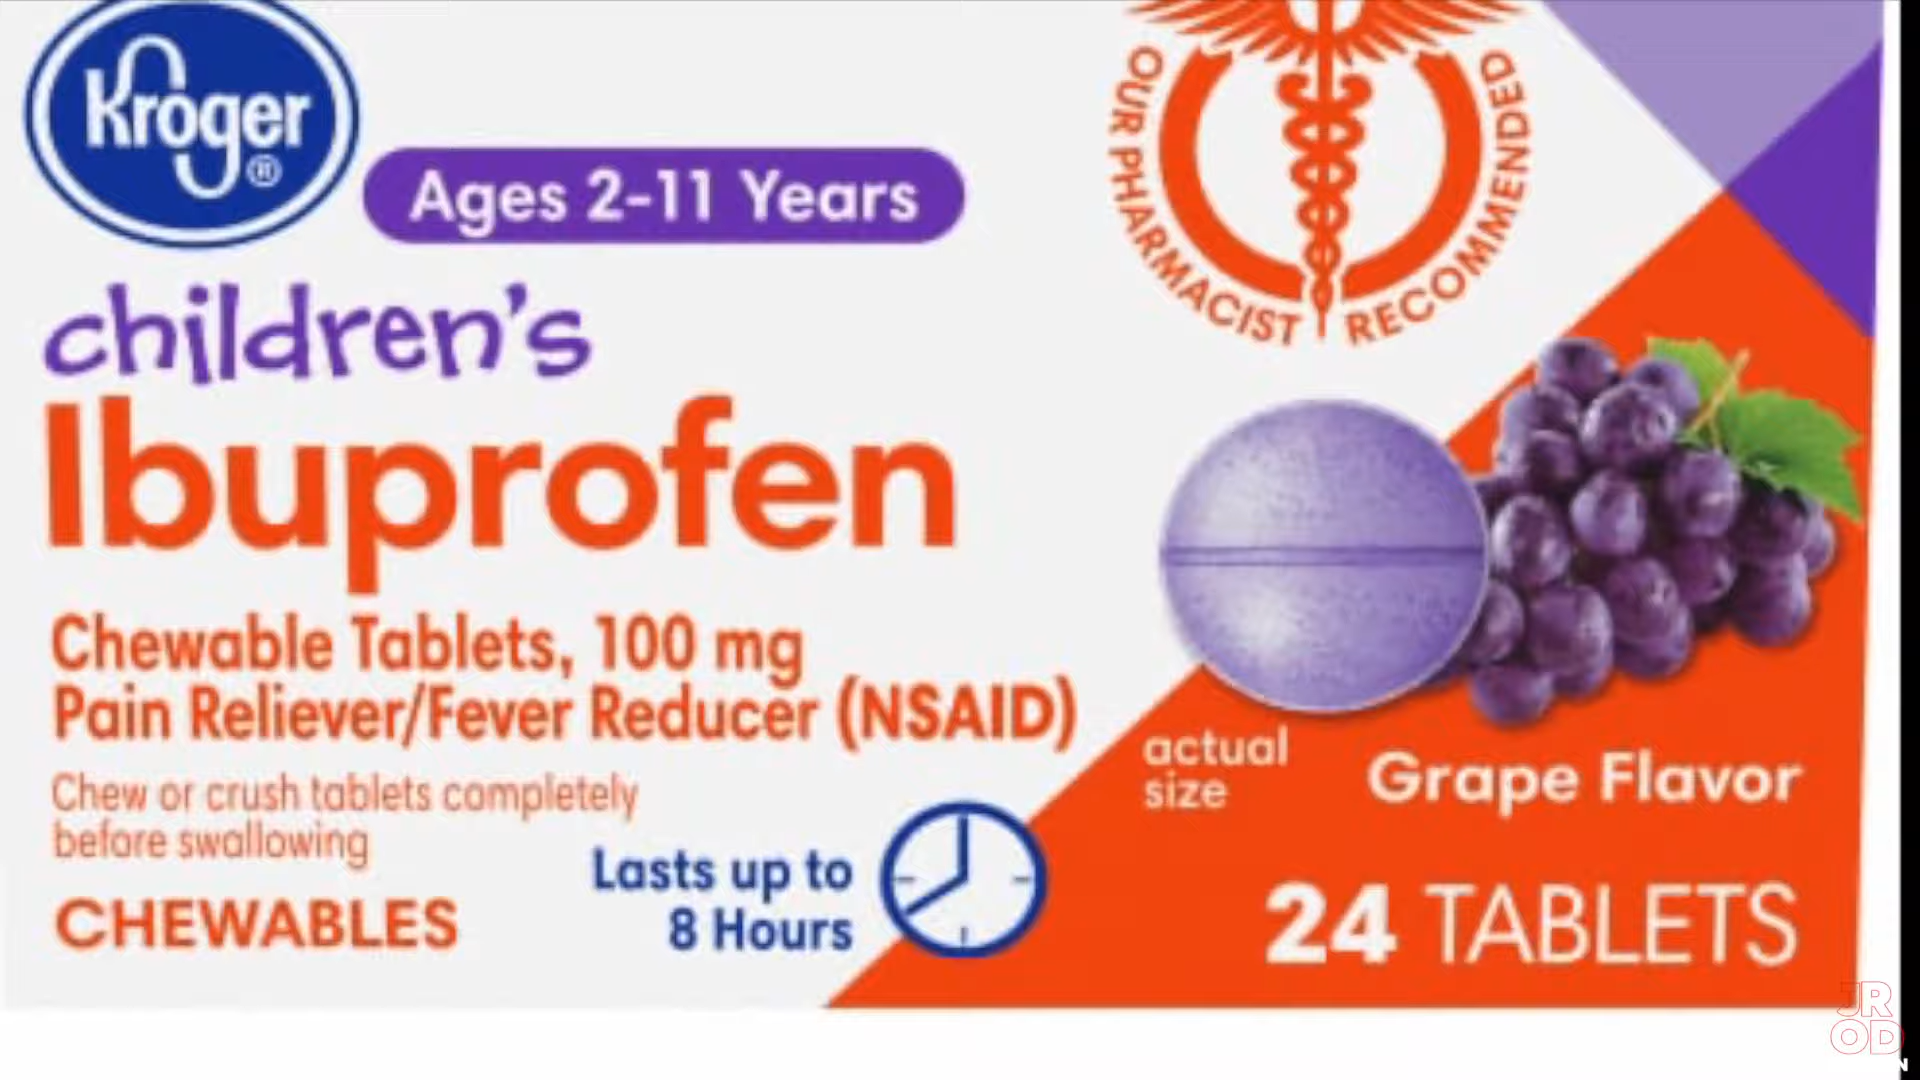 Kroger®
Ages 2-11 Years
OUR PHARMACIST RECOMMENDED
children's
Ibuprofen
Chewable Tablets, 100 mg
Pain Reliever/Fever Reducer (NSAID)
Chew or crush tablets completely
before swallowing
CHEWABLES
Lasts up to
8 Hours
actual
size
Grape Flavor
24 TABLETS
JR
OD